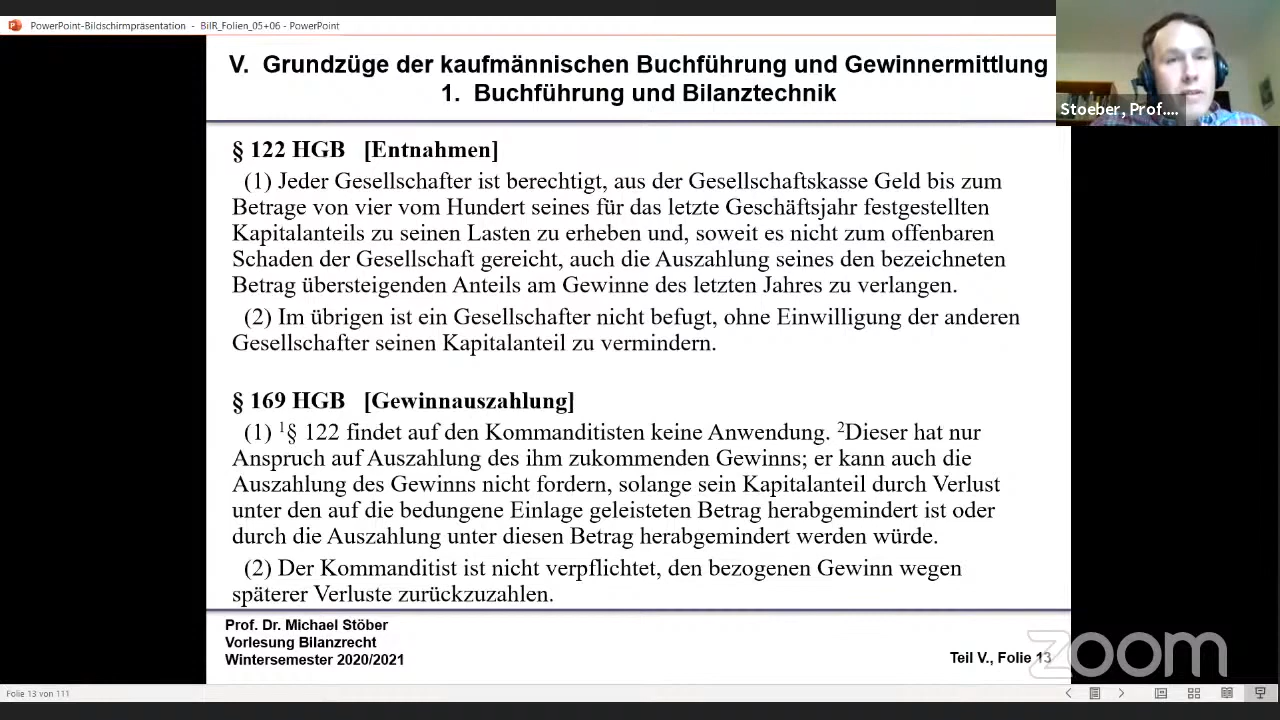 PowerPoint-Bildschirmpräsentation - BilR_Folien_05+06 - PowerPoint
Stoeber, Prof....
V. Grundzüge der kaufmännischen Buchführung und Gewinnermittlung
1. Buchführung und Bilanztechnik
§ 122 HGB [Entnahmen]
(1) Jeder Gesellschafter ist berechtigt, aus der Gesellschaftskasse Geld bis zum
Betrage von vier vom Hundert seines für das letzte Geschäftsjahr festgestellten
Kapitalanteils zu seinen Lasten zu erheben und, soweit es nicht zum offenbaren
Schaden der Gesellschaft gereicht, auch die Auszahlung seines den bezeichneten
Betrag übersteigenden Anteils am Gewinne des letzten Jahres zu verlangen.
(2) Im übrigen ist ein Gesellschafter nicht befugt, ohne Einwilligung der anderen
Gesellschafter seinen Kapitalanteil zu vermindern.
§ 169 HGB [Gewinnauszahlung]
(1) ¹§ 122 findet auf den Kommanditisten keine Anwendung. ²Dieser hat nur
Anspruch auf Auszahlung des ihm zukommenden Gewinns; er kann auch die
Auszahlung des Gewinns nicht fordern, solange sein Kapitalanteil durch Verlust
unter den auf die bedungene Einlage geleisteten Betrag herabgemindert ist oder
durch die Auszahlung unter diesen Betrag herabgemindert werden würde.
(2) Der Kommanditist ist nicht verpflichtet, den bezogenen Gewinn wegen
späterer Verluste zurückzuzahlen.
Prof. Dr. Michael Stöber
Vorlesung Bilanzrecht
Wintersemester 2020/2021
Teil V., Folie 13
zoom
Folie 13 von 111